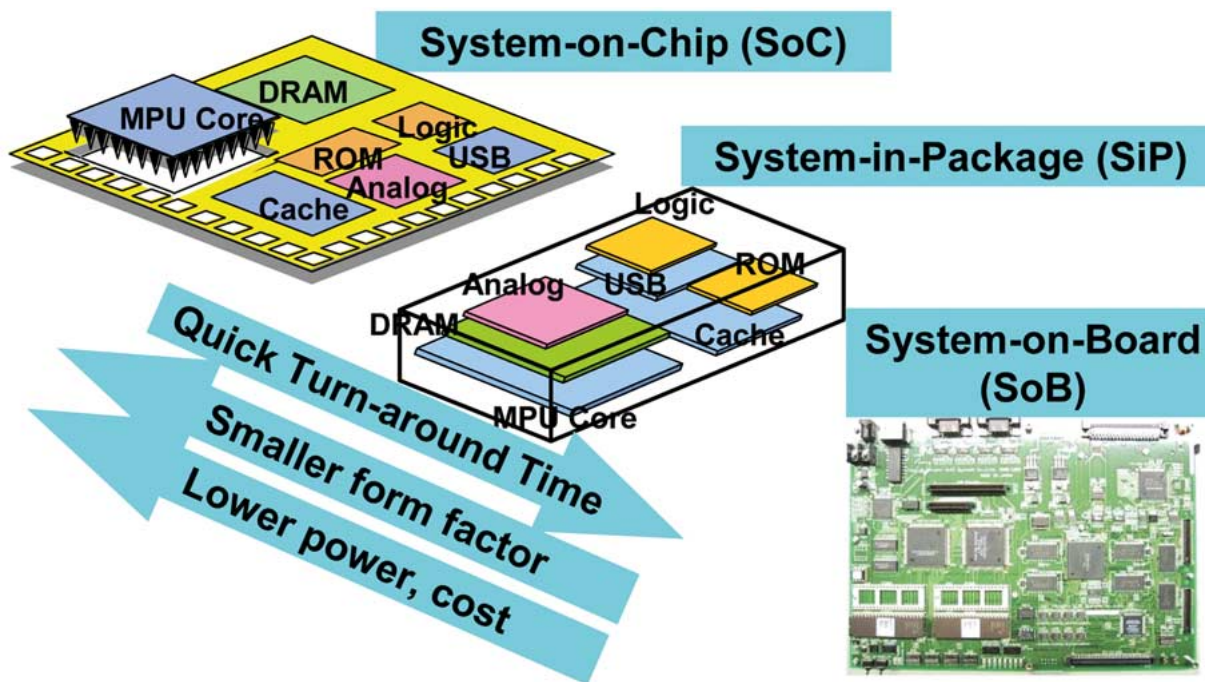 System-on-Chip (SoC)
DRAM
MPU Core
Logic
ROM
USB
Analog
Cache
System-in-Package (SiP)
Logic
ROM
Analog
USB
DRAM
Cache
MPU Core
System-on-Board
(SoB)
Quick Turn-around Time
Smaller form factor
Lower power, cost